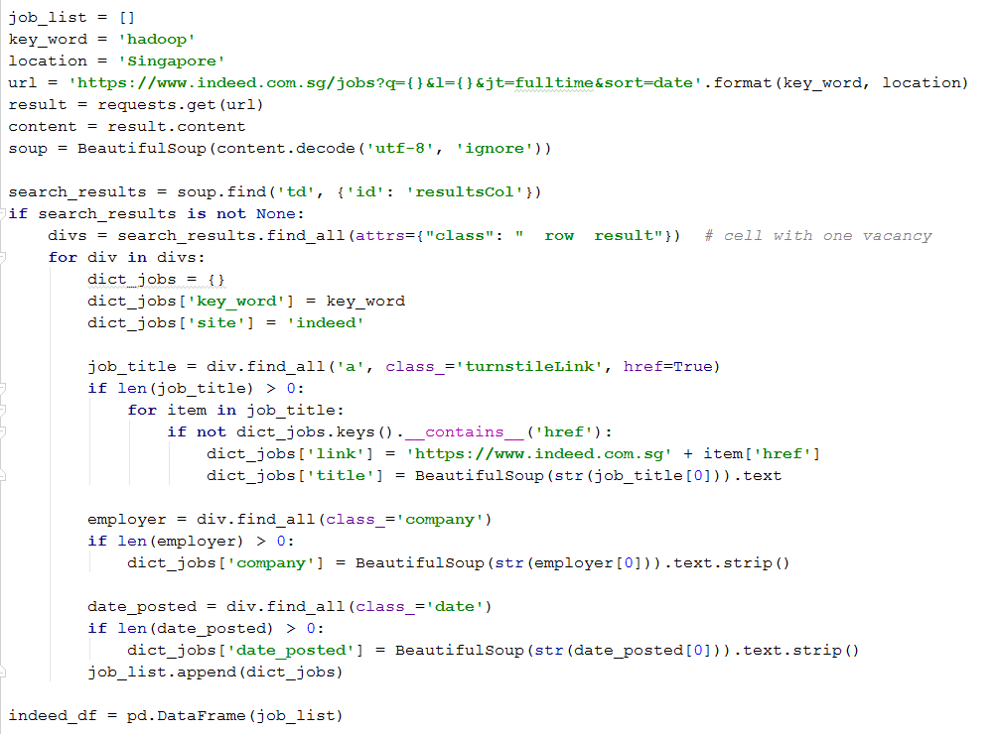 job_list = []
key_word = 'hadoop'
location = 'Singapore'
url = 'https://www.indeed.com.sg/jobs?q={}&l={}&jt=fulltime&sort=date'.format(key_word, location)
result = requests.get(url)
content = result.content
soup = BeautifulSoup(content.decode('utf-8', 'ignore'))

search_results = soup.find('td', {'id': 'resultsCol'})
if search_results is not None:
    divs = search_results.find_all(attrs={"class": "  row  result"})  # cell with one vacancy
    for div in divs:
        dict_jobs = {}
        dict_jobs['key_word'] = key_word
        dict_jobs['site'] = 'indeed'

        job_title = div.find_all('a', class_='turnstileLink', href=True)
        if len(job_title) > 0:
            for item in job_title:
                if not dict_jobs.keys().__contains__('href'):
                    dict_jobs['link'] = 'https://www.indeed.com.sg' + item['href']
                    dict_jobs['title'] = BeautifulSoup(str(job_title[0])).text

        employer = div.find_all(class_='company')
        if len(employer) > 0:
            dict_jobs['company'] = BeautifulSoup(str(employer[0])).text.strip()

        date_posted = div.find_all(class_='date')
        if len(date_posted) > 0:
            dict_jobs['date_posted'] = BeautifulSoup(str(date_posted[0])).text.strip()
        job_list.append(dict_jobs)

indeed_df = pd.DataFrame(job_list)